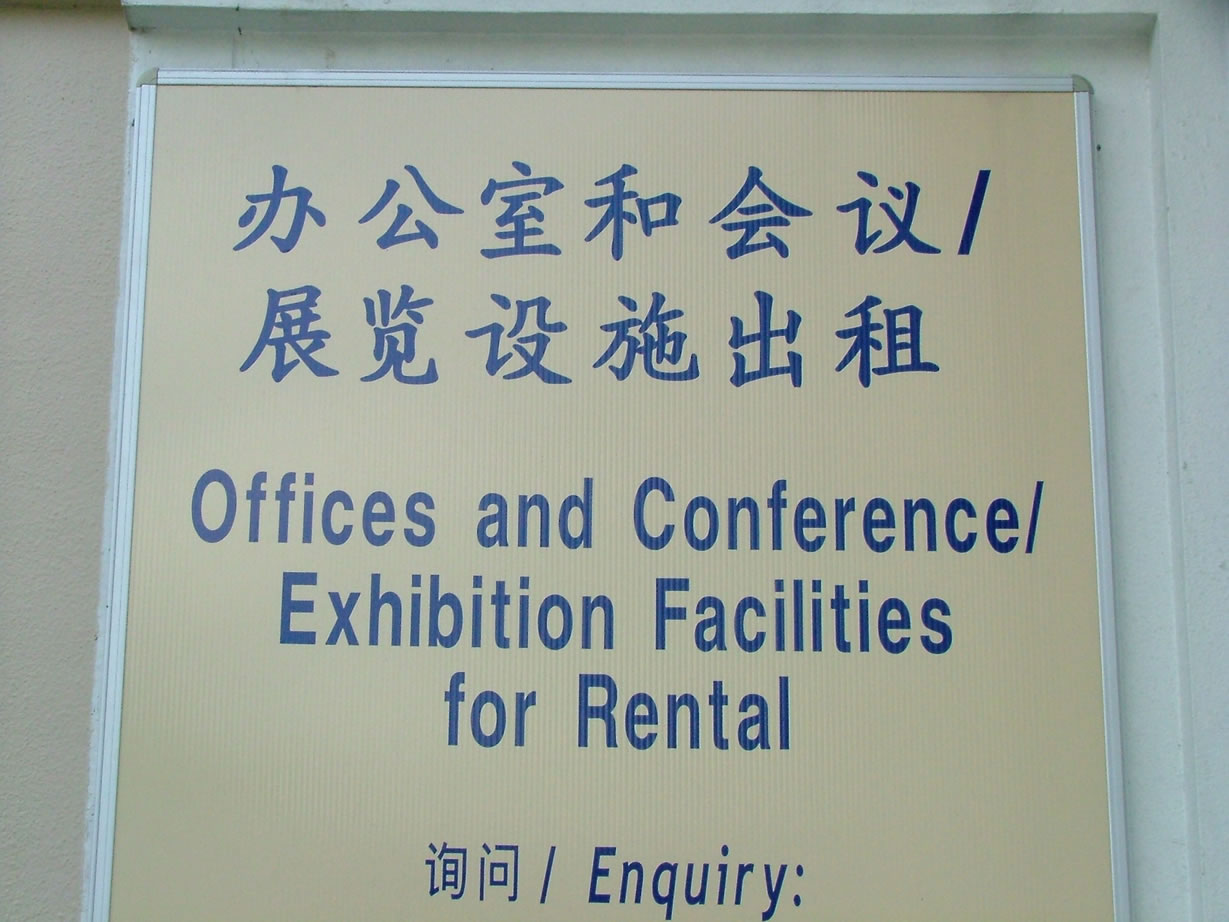 办公室和会议/
展览设施出租
Offices and Conference/
Exhibition Facilities
for Rental
询问 / Enquiry: